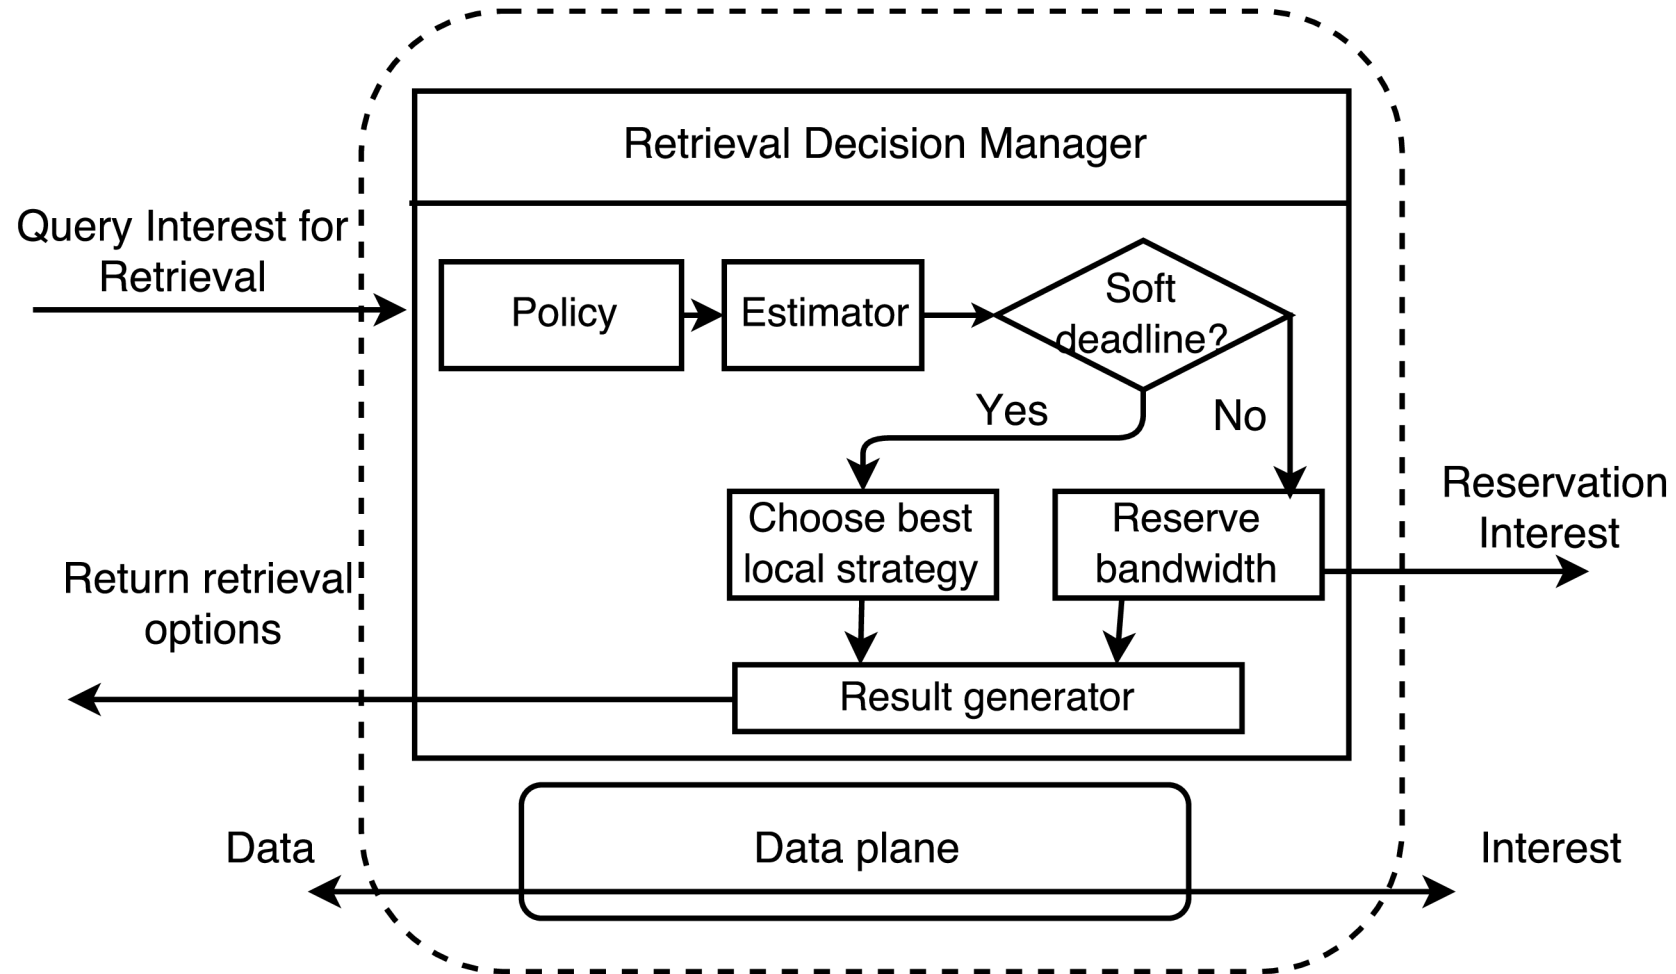 Retrieval Decision Manager
Query Interest for
Retrieval
Policy
Estimator
Soft
deadline?
Yes
No
Choose best
local strategy
Reserve
bandwidth
Reservation
Interest
Return retrieval
options
Result generator
Data
Data plane
Interest